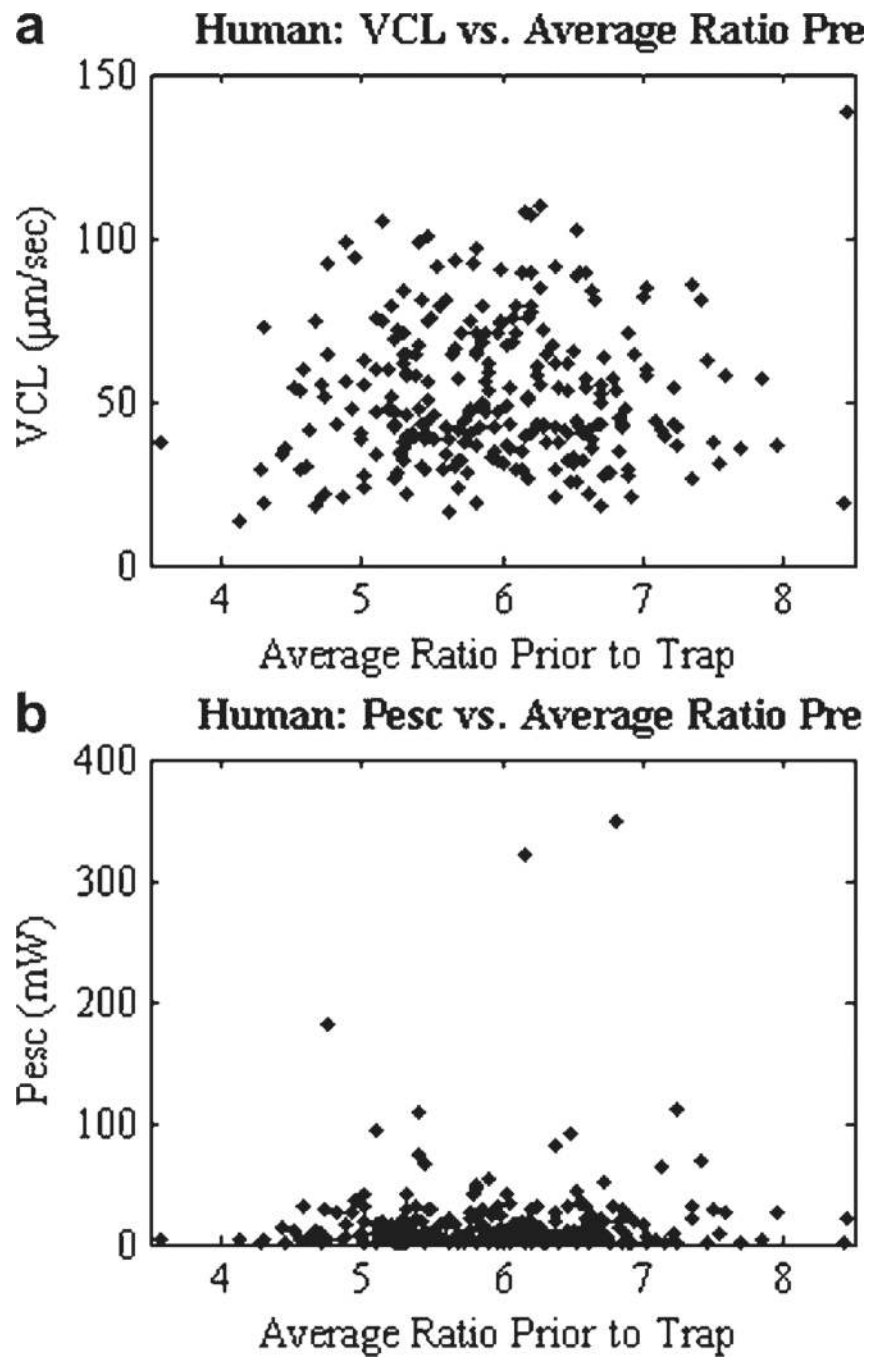 a
Human: VCL vs. Average Ratio Pre
150
100
50
0
VCL (μm/sec)
4 5 6 7 8
Average Ratio Prior to Trap
b
Human: Pesc vs. Average Ratio Pre
400
300
200
100
0
Pesc (mW)
4 5 6 7 8
Average Ratio Prior to Trap